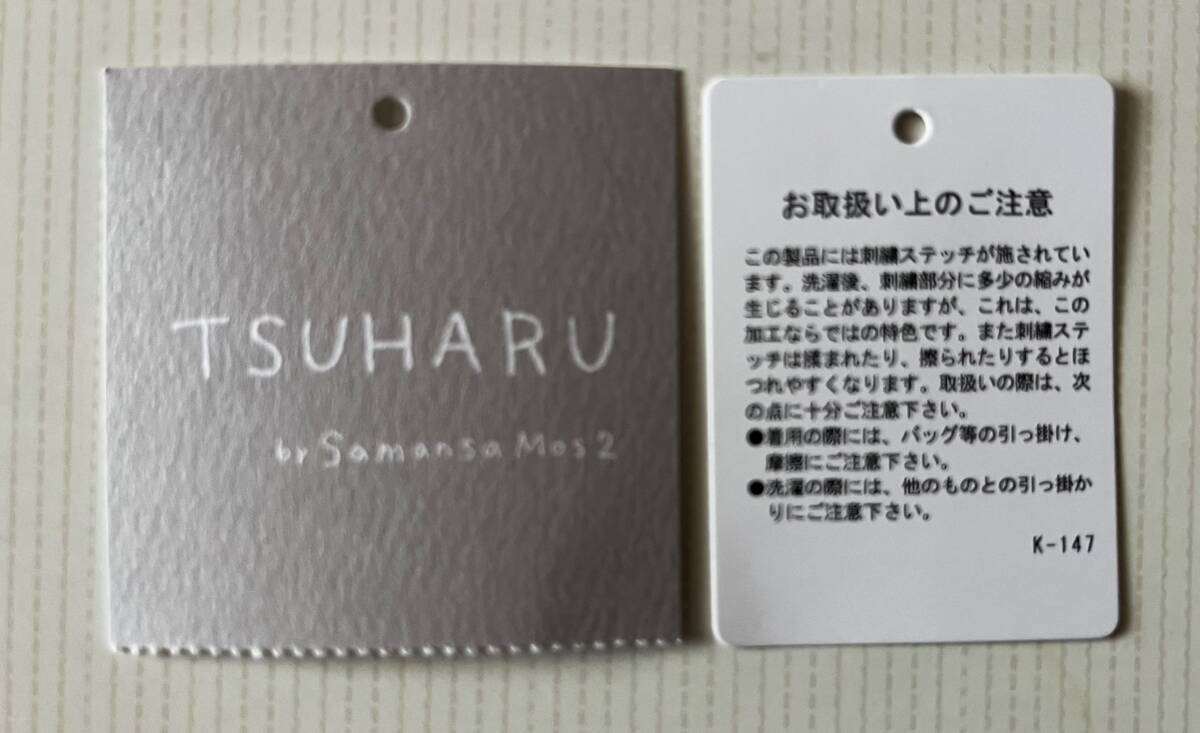 TSUHARU
by Samansa Mos2
お取扱い上のご注意
この製品には刺繍ステッチが施されてい
ます。洗濯後、刺繍部分に多少の縮みが
生じることがありますが、これは、この
加工ならではの特色です。また刺繍ステ
ッチは揉まれたり、擦られたりするとほ
つれやすくなります。取扱いの際は、次
の点に十分ご注意下さい。
●着用の際には、バッグ等の引っ掛け、
摩擦にご注意下さい。
●洗濯の際には、他のものとの引っ掛か
りにご注意下さい。
K-147